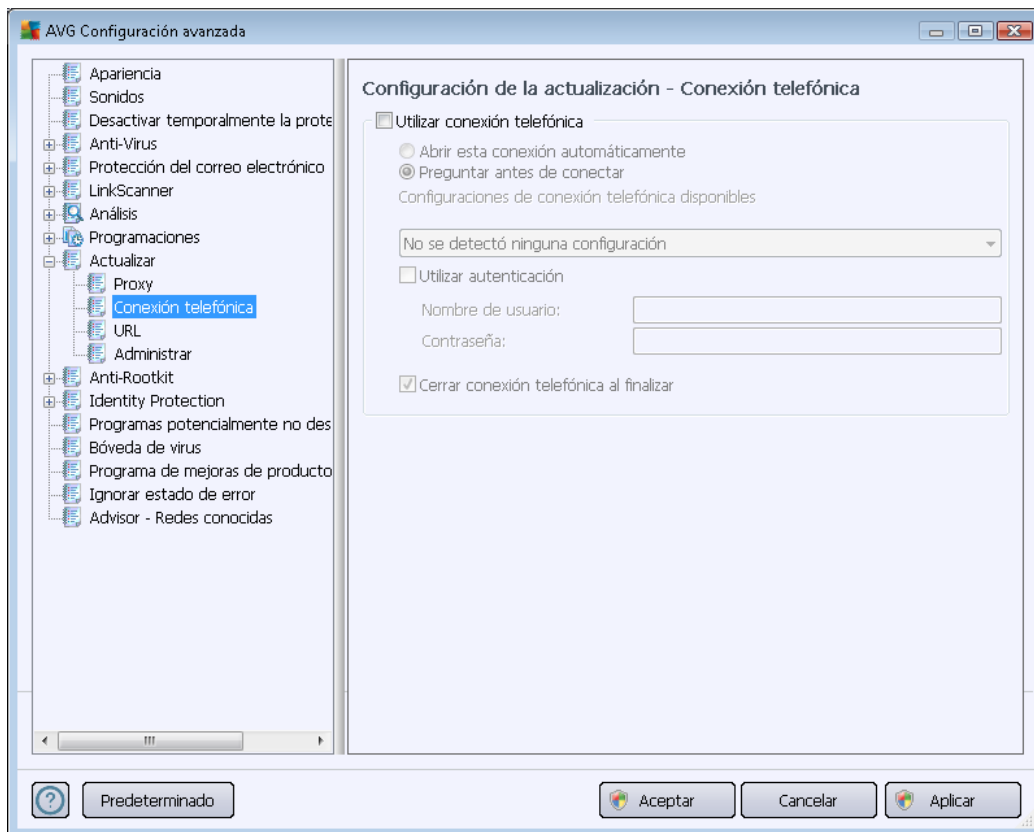 AVG Configuración avanzada
Apariencia
Sonidos
Desactivar temporalmente la prote
Anti-Virus
Protección del correo electrónico
LinkScanner
Análisis
Programaciones
Actualizar
Proxy
Conexión telefónica
URL
Administrar
Anti-Rootkit
Identity Protection
Programas potencialmente no des
Bóveda de virus
Programa de mejoras de producto
Ignorar estado de error
Advisor - Redes conocidas
Configuración de la actualización - Conexión telefónica
Utilizar conexión telefónica
Abrir esta conexión automáticamente
Preguntar antes de conectar
Configuraciones de conexión telefónica disponibles
No se detectó ninguna configuración
Utilizar autenticación
Nombre de usuario:
Contraseña:
Cerrar conexión telefónica al finalizar
Predeterminado
Aceptar
Cancelar
Aplicar